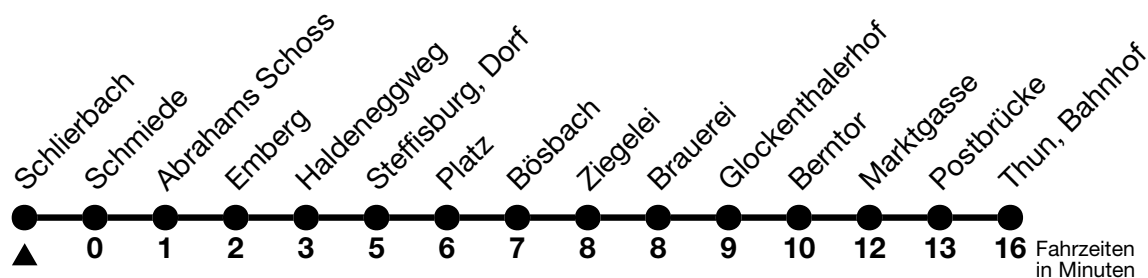 Schlierbach
Schmiede
Abrahams Schoss
Emberg
Haldeneggweg
Steffisburg, Dorf
Platz
Bösbach
Ziegelei
Brauerei
Glockenthalerhof
Berntor
Marktgasse
Postbrücke
Thun, Bahnhof
0 1 2 3 5 6 7 8 8 9 10 12 13 16 Fahrzeiten
in Minuten